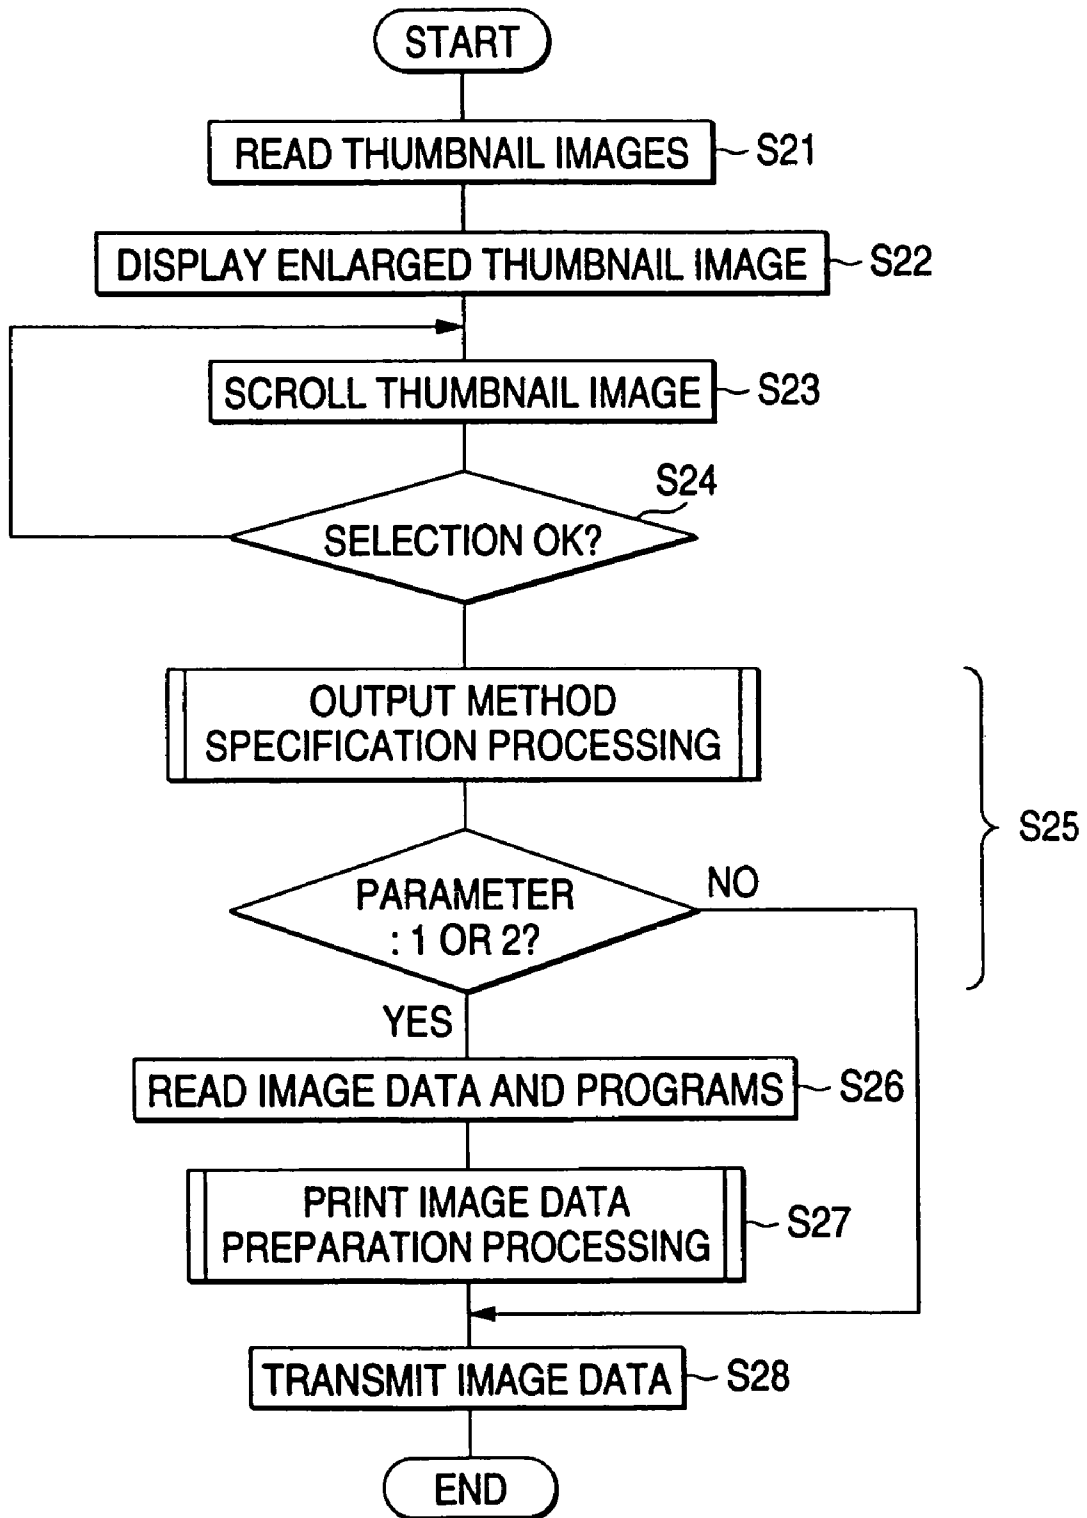 START
READ THUMBNAIL IMAGES
S21
DISPLAY ENLARGED THUMBNAIL IMAGE
S22
SCROLL THUMBNAIL IMAGE
S23
S24
SELECTION OK?
OUTPUT METHOD
SPECIFICATION PROCESSING
S25
PARAMETER
: 1 OR 2?
NO
YES
READ IMAGE DATA AND PROGRAMS
S26
PRINT IMAGE DATA
PREPARATION PROCESSING
S27
TRANSMIT IMAGE DATA
S28
END